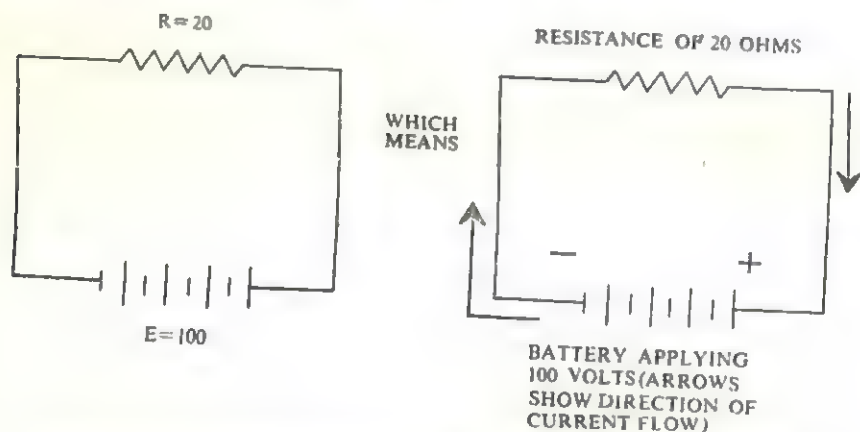 R=20
E=100
WHICH
MEANS
RESISTANCE OF 20 OHMS
− +
BATTERY APPLYING
100 VOLTS(ARROWS
SHOW DIRECTION OF
CURRENT FLOW)